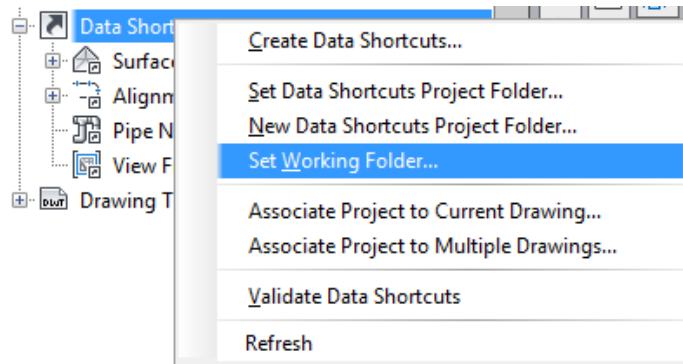 Data Short
Create Data Shortcuts...
Set Data Shortcuts Project Folder...
New Data Shortcuts Project Folder...
Set Working Folder...
Associate Project to Current Drawing...
Associate Project to Multiple Drawings...
Validate Data Shortcuts
Refresh
Surfac
Alignm
Pipe N
View F
DWT Drawing T